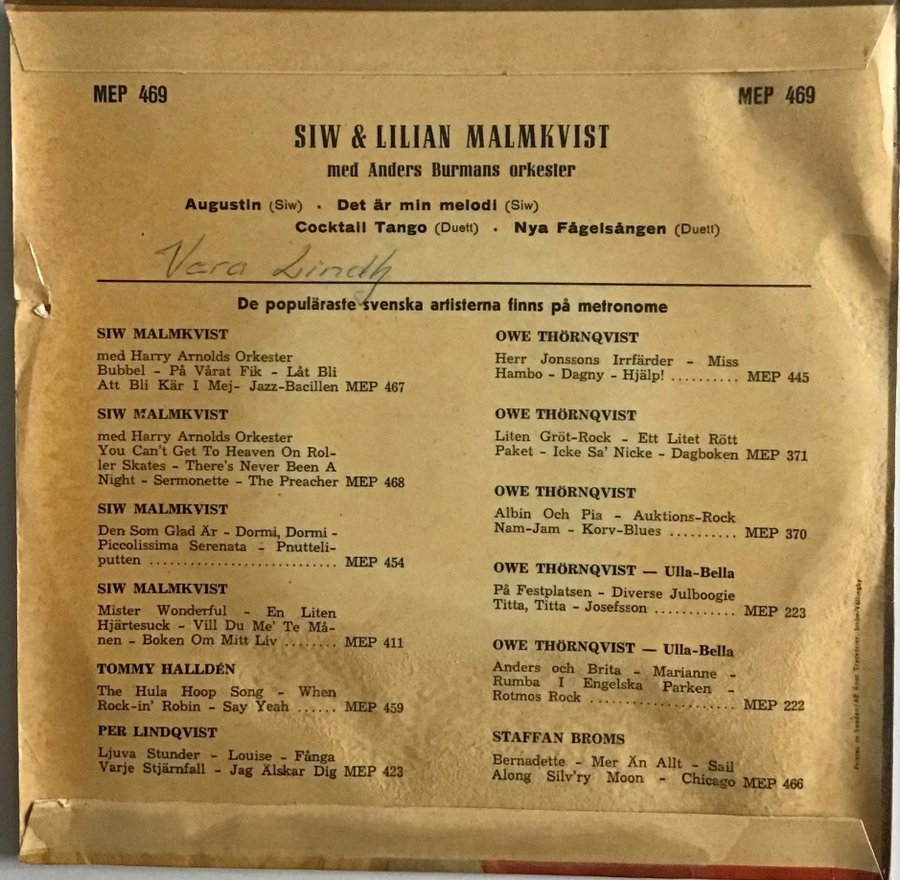 MEP 469
MEP 469
SIW & LILIAN MALMKVIST
med Anders Burmans orkester
Augustin (Siw) . Det är min melodi (Siw)
Cocktail Tango (Duett) . Nya Fågelsången (Duett)
Vera Lindh
De populäraste svenska artisterna finns på metronome
SIW MALMKVIST
med Harry Arnolds Orkester
Bubbel - På Vårat Fik - Låt Bli
Att Bli Kär I Mej- Jazz-Bacillen MEP 467
SIW MALMKVIST
med Harry Arnolds Orkester
You Can't Get To Heaven On Rol-
ler Skates - There's Never Been A
Night - Sermonette - The Preacher MEP 468
SIW MALMKVIST
Den Som Glad Är - Dormi, Dormi -
Piccolissima Serenata - Pnutteli-
putten .......................... MEP 454
SIW MALMKVIST
Mister Wonderful - En Liten
Hjärtesuck - Vill Du Me' Te Må-
nen - Boken Om Mitt Liv ........ MEP 411
TOMMY HALLDÉN
The Hula Hoop Song - When
Rock-in' Robin - Say Yeah ...... MEP 459
PER LINDQVIST
Ljuva Stunder - Louise - Fånga
Varje Stjärnfall - Jag Älskar Dig MEP 423
OWE THÖRNQVIST
Herr Jonssons Irrfärder - Miss
Hambo - Dagny - Hjälp! .......... MEP 445
OWE THÖRNQVIST
Liten Gröt-Rock - Ett Litet Rött
Paket - Icke Sa' Nicke - Dagboken MEP 371
OWE THÖRNQVIST
Albin Och Pia - Auktions-Rock
Nam-Jam - Korv-Blues .......... MEP 370
OWE THÖRNQVIST — Ulla-Bella
På Festplatsen - Diverse Julboogie
Titta, Titta - Josefsson ............ MEP 223
OWE THÖRNQVIST — Ulla-Bella
Anders och Brita - Marianne -
Rumba I Engelska Parken -
Rotmos Rock ..................... MEP 222
STAFFAN BROMS
Bernadette - Mer Än Allt - Sail
Along Silv'ry Moon - Chicago MEP 466
Printed in Sweden